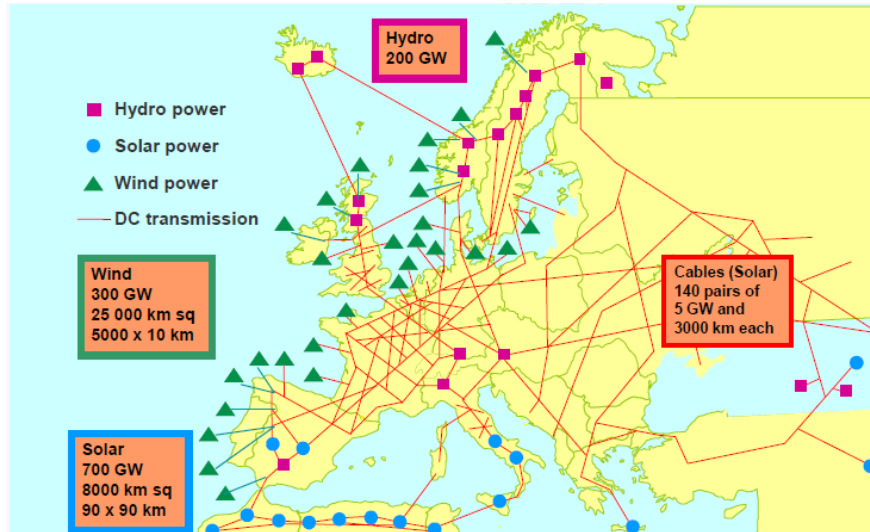 Hydro
200 GW
Hydro power
Solar power
Wind power
DC transmission
Wind
300 GW
25 000 km sq
5000 x 10 km
Cables (Solar)
140 pairs of
5 GW and
3000 km each
Solar
700 GW
8000 km sq
90 x 90 km